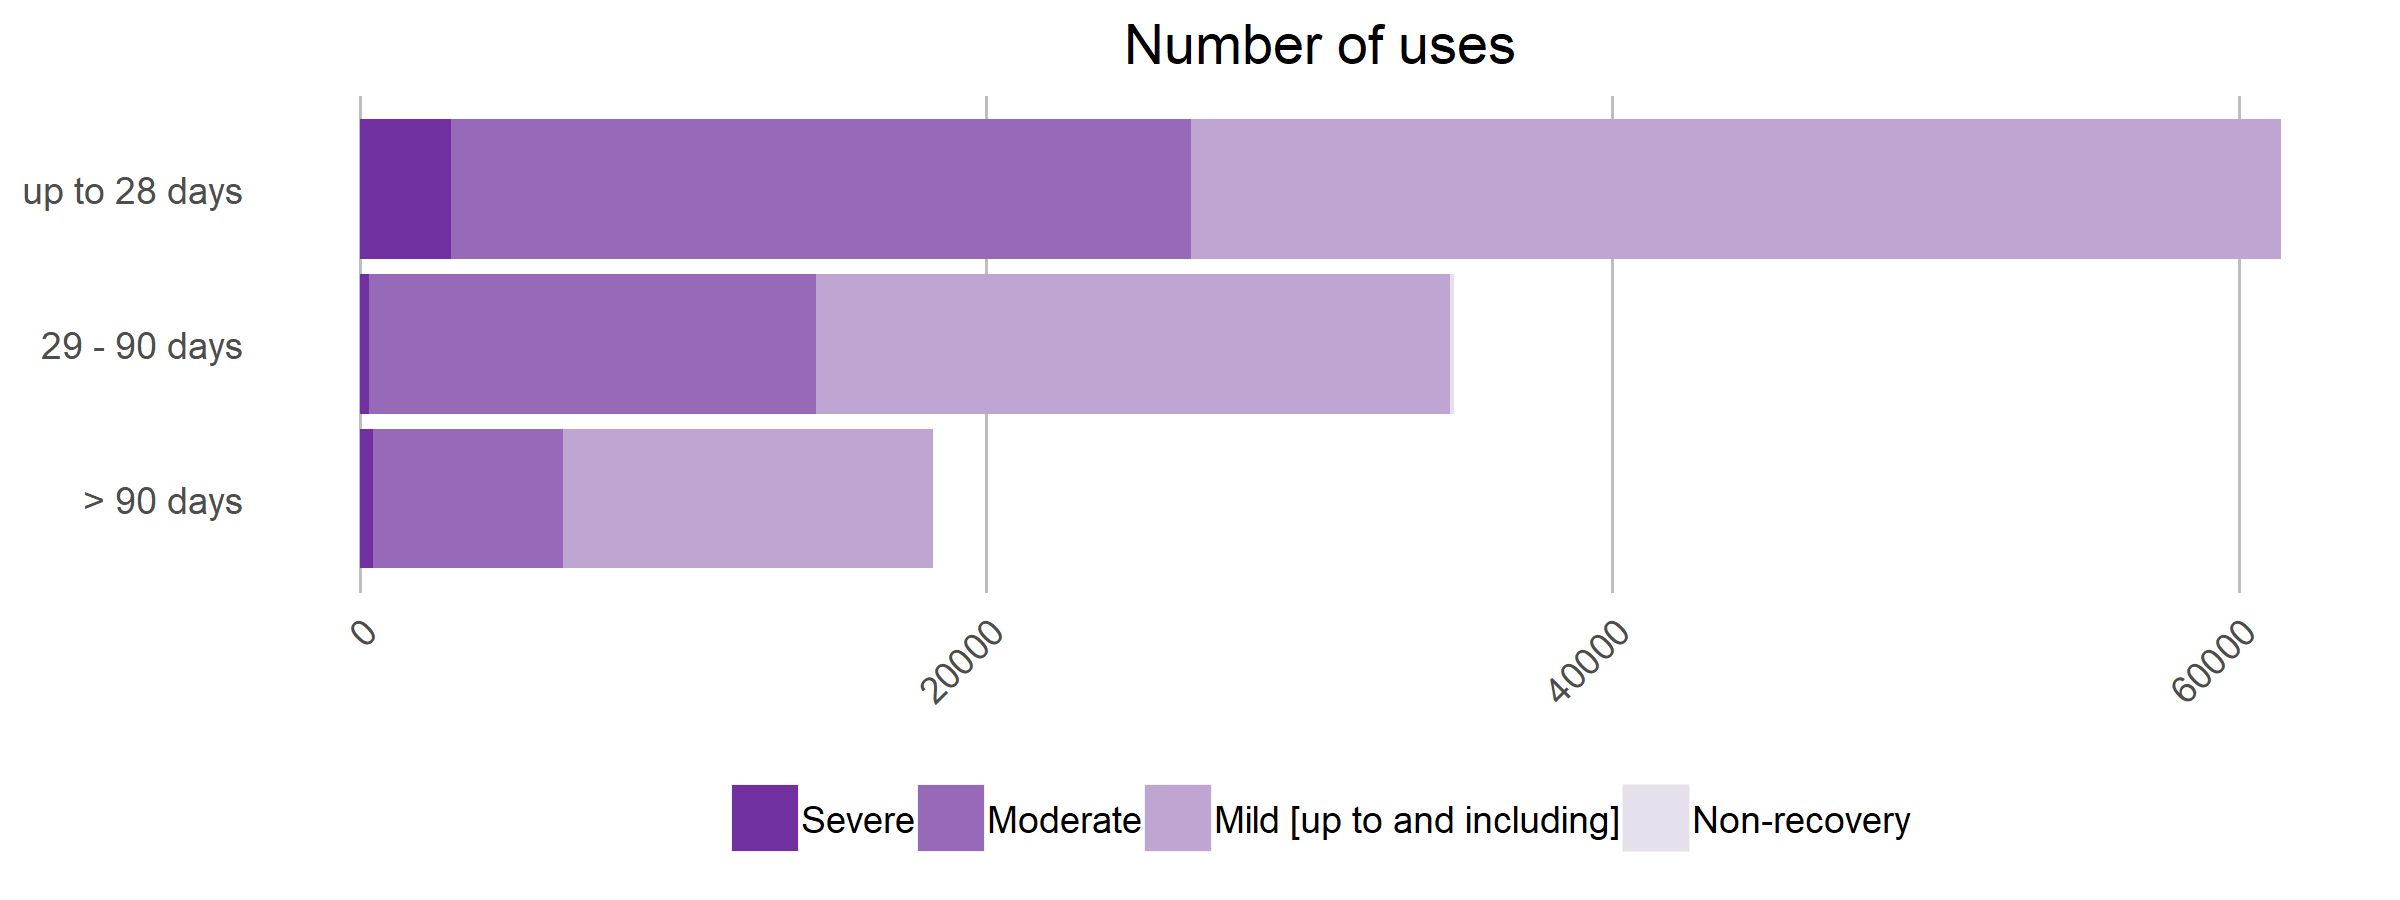 Number of uses
up to 28 days
29 - 90 days
> 90 days
0
20000
40000
60000
Severe
Moderate
Mild [up to and including]
Non-recovery